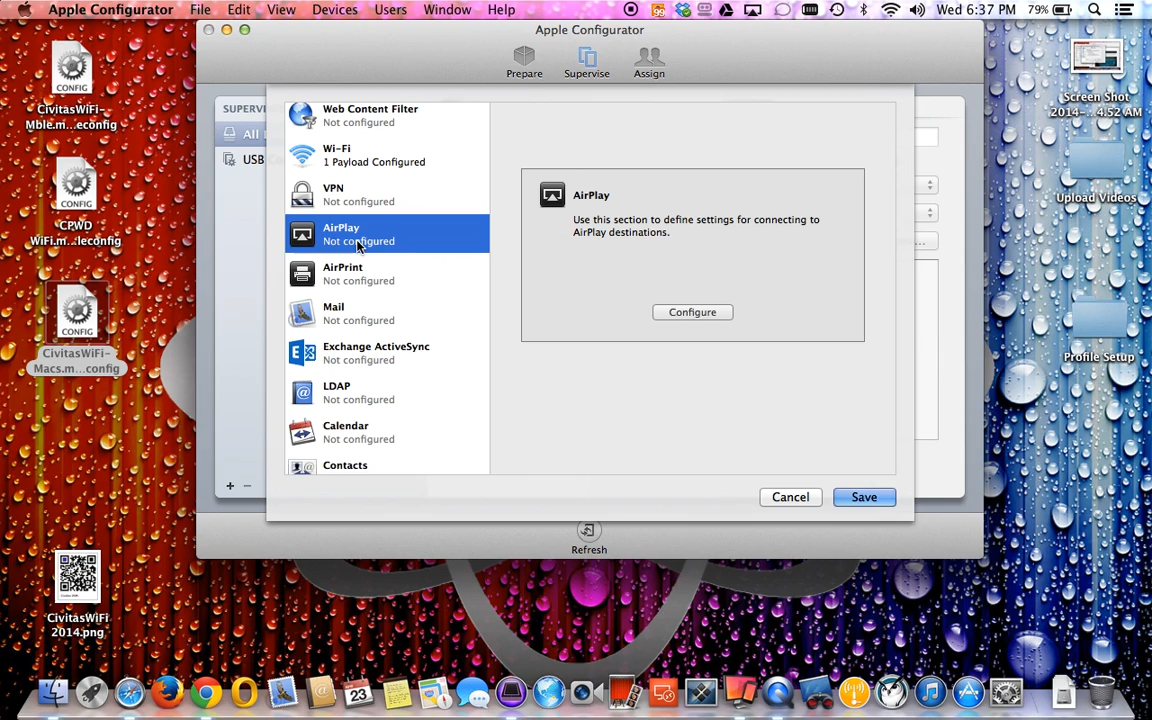 Apple Configurator File Edit View Devices Users Window Help
99
Wed 6:37 PM 79%
Apple Configurator
Prepare Supervise Assign
CONFIG
CivitasWiFi-
Mble.m...econfig
CONFIG
CPWD
WiFi.m...leconfig
CONFIG
CivitasWiFi-
Macs.m...config
CivitasWiFi
2014.png
All
USB
Web Content Filter
Not configured
Wi-Fi
1 Payload Configured
VPN
Not configured
AirPlay
Not configured
AirPrint
Not configured
Mail
Not configured
Exchange ActiveSync
Not configured
LDAP
Not configured
Calendar
Not configured
Contacts
AirPlay
Use this section to define settings for connecting to
AirPlay destinations.
Configure
Cancel Save
Refresh
Screen Shot
2014-...4.52 AM
Upload Videos
Profile Setup
23